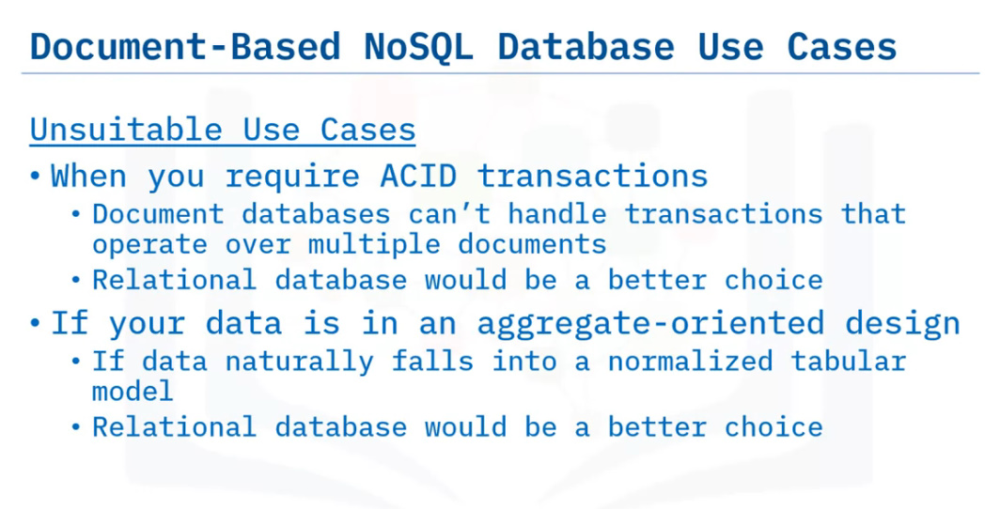 Document-Based NoSQL Database Use Cases
Unsuitable Use Cases
• When you require ACID transactions
• Document databases can’t handle transactions that
operate over multiple documents
• Relational database would be a better choice
• If your data is in an aggregate-oriented design
• If data naturally falls into a normalized tabular
model
• Relational database would be a better choice